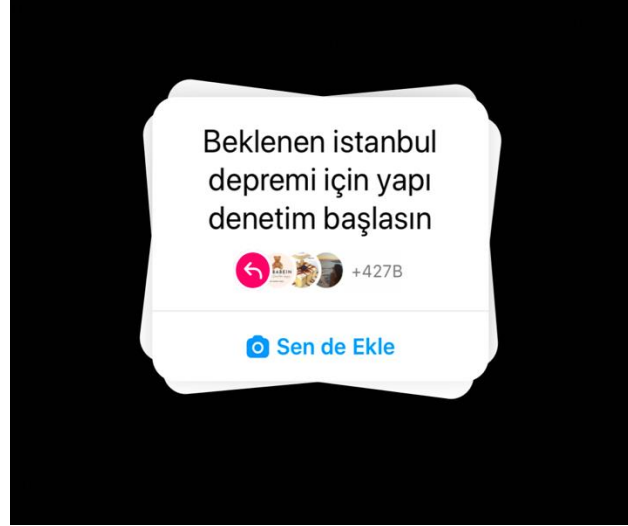 Beklenen istanbul
depremi için yapı
denetim başlasın
+427B
Sen de Ekle